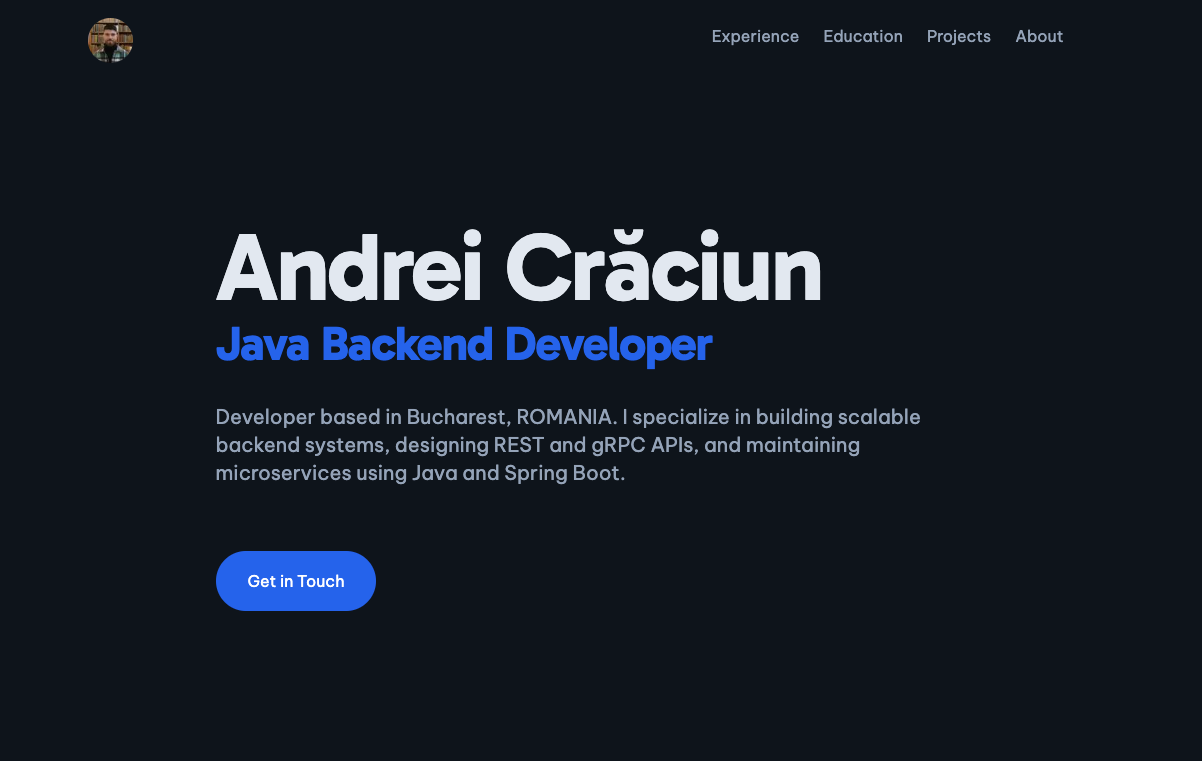 Experience Education Projects About
Andrei Crăciun
Java Backend Developer
Developer based in Bucharest, ROMANIA. I specialize in building scalable
backend systems, designing REST and gRPC APIs, and maintaining
microservices using Java and Spring Boot.
Get in Touch